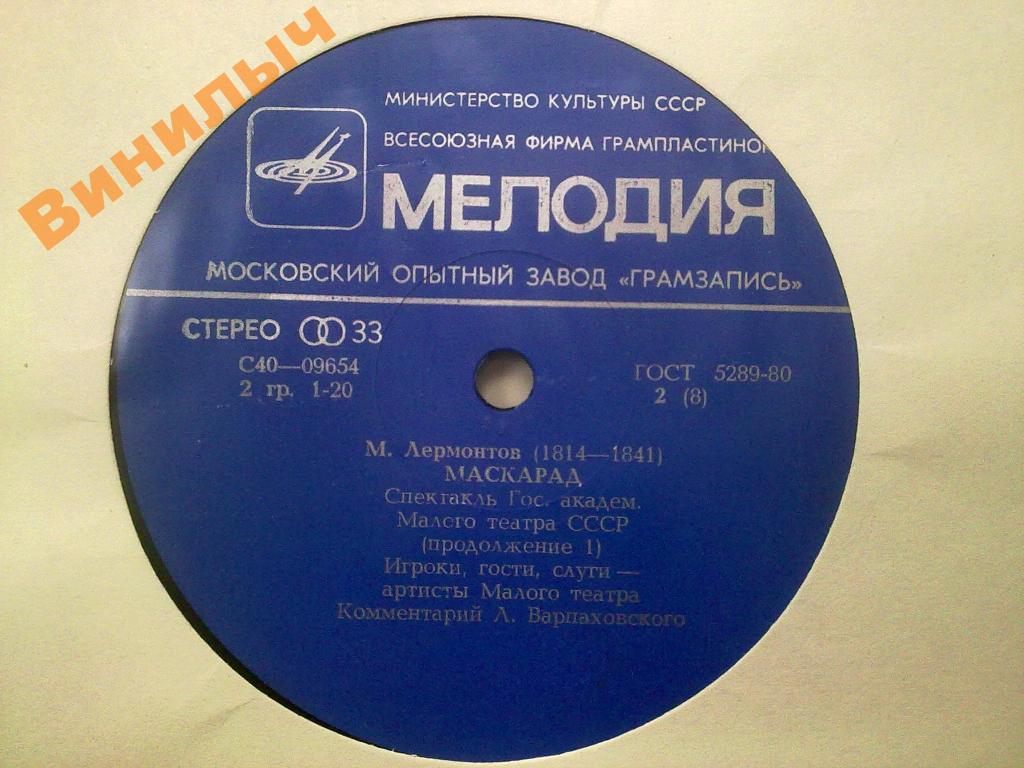 Винилыч
МИНИСТЕРСТВО КУЛЬТУРЫ СССР
ВСЕСОЮЗНАЯ ФИРМА ГРАМПЛАСТИНОК
МЕЛОДИЯ
МОСКОВСКИЙ ОПЫТНЫЙ ЗАВОД «ГРАМЗАПИСЬ»
СТЕРЕО 33
С40—09654
2 гр. 1-20
ГОСТ 5289-80
2 (8)
М. Лермонтов (1814—1841)
МАСКАРАД
Спектакль Гос. академ.
Малого театра СССР
(продолжение 1)
Игроки, гости, слуги —
артисты Малого театра
Комментарий Л. Варпаховского